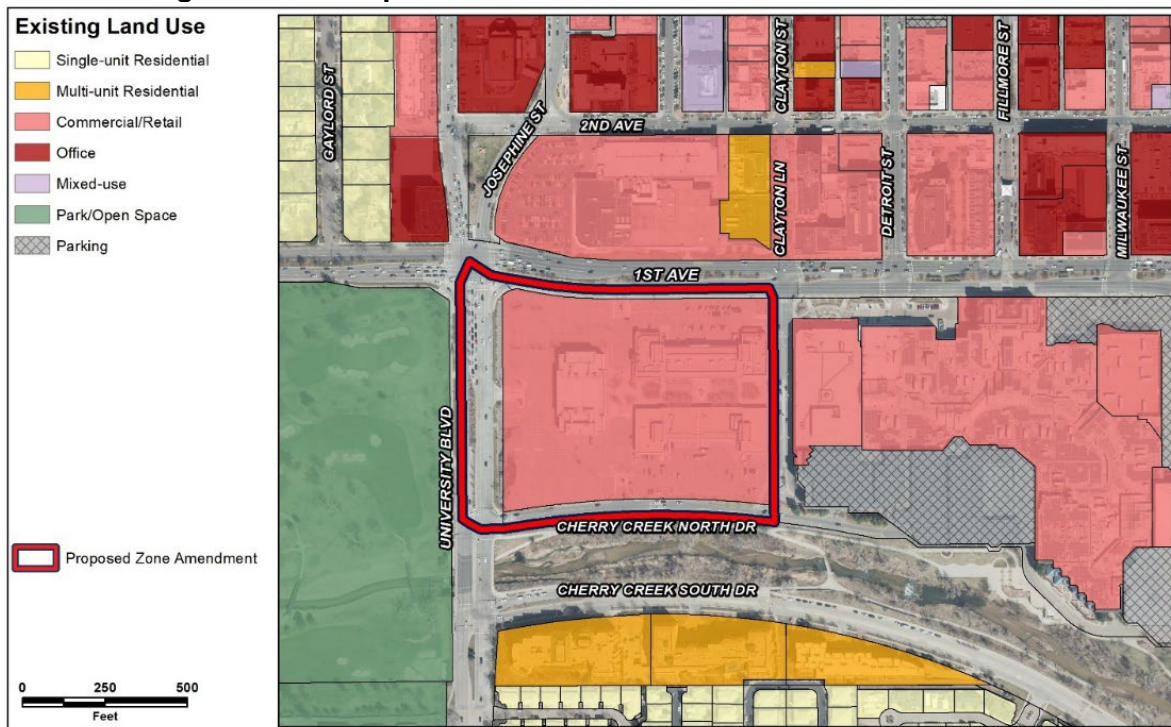 Existing Land Use
Single-unit Residential
Multi-unit Residential
Commercial/Retail
Office
Mixed-use
Park/Open Space
Parking
Proposed Zone Amendment
0 250 500
Feet
GAYLORD ST
JOSEPHINE ST
2ND AVE
CLAYTON ST
CLAYTON LN
DETROIT ST
FILLMORE ST
MILWAUKEE ST
1ST AVE
UNIVERSITY BLVD
CHERRY CREEK NORTH DR
CHERRY CREEK SOUTH DR